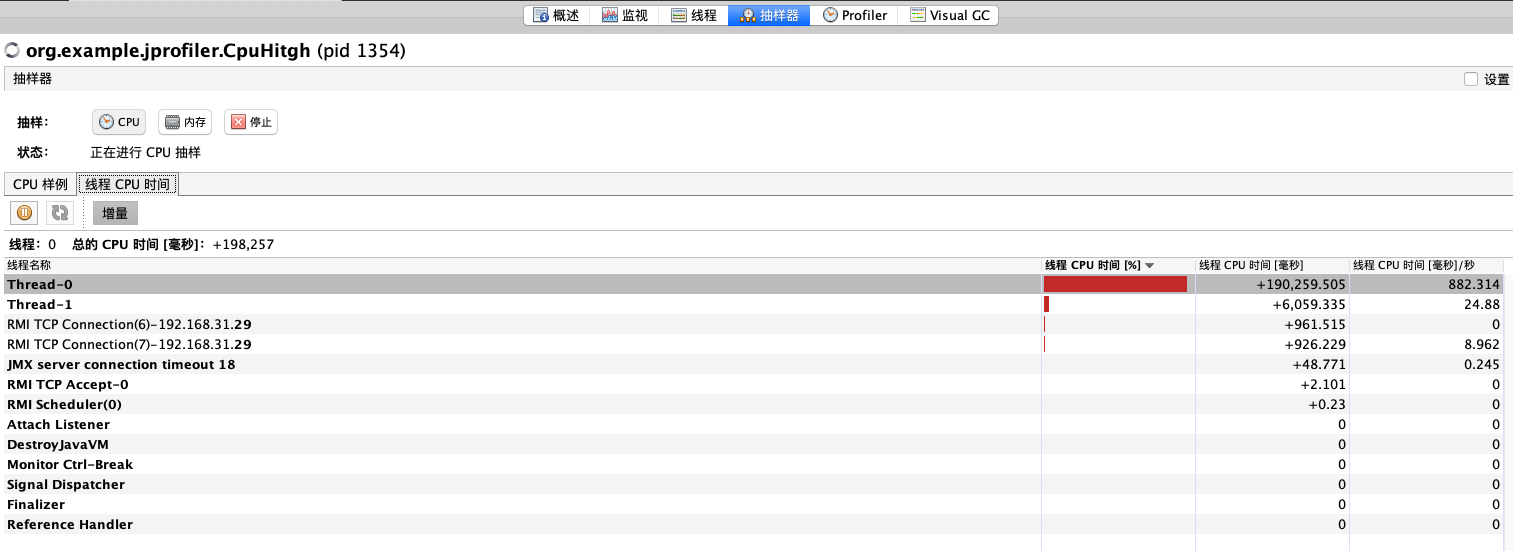 概述 监视 线程 抽样器 Profiler Visual GC
org.example.jprofiler.CpuHitgh (pid 1354)
抽样器 设置
抽样： CPU 内存 停止
状态： 正在进行 CPU 抽样
CPU 样例 线程 CPU 时间
增量
线程： 0 总的 CPU 时间 [毫秒]： +198,257
线程名称 线程 CPU 时间 [%] 线程 CPU 时间 [毫秒] 线程 CPU 时间 [毫秒]/秒
Thread-0 +190,259.505 882.314
Thread-1 +6,059.335 24.88
RMI TCP Connection(6)-192.168.31.29 +961.515 0
RMI TCP Connection(7)-192.168.31.29 +926.229 8.962
JMX server connection timeout 18 +48.771 0.245
RMI TCP Accept-0 +2.101 0
RMI Scheduler(0) +0.23 0
Attach Listener 0 0
DestroyJavaVM 0 0
Monitor Ctrl-Break 0 0
Signal Dispatcher 0 0
Finalizer 0 0
Reference Handler 0 0